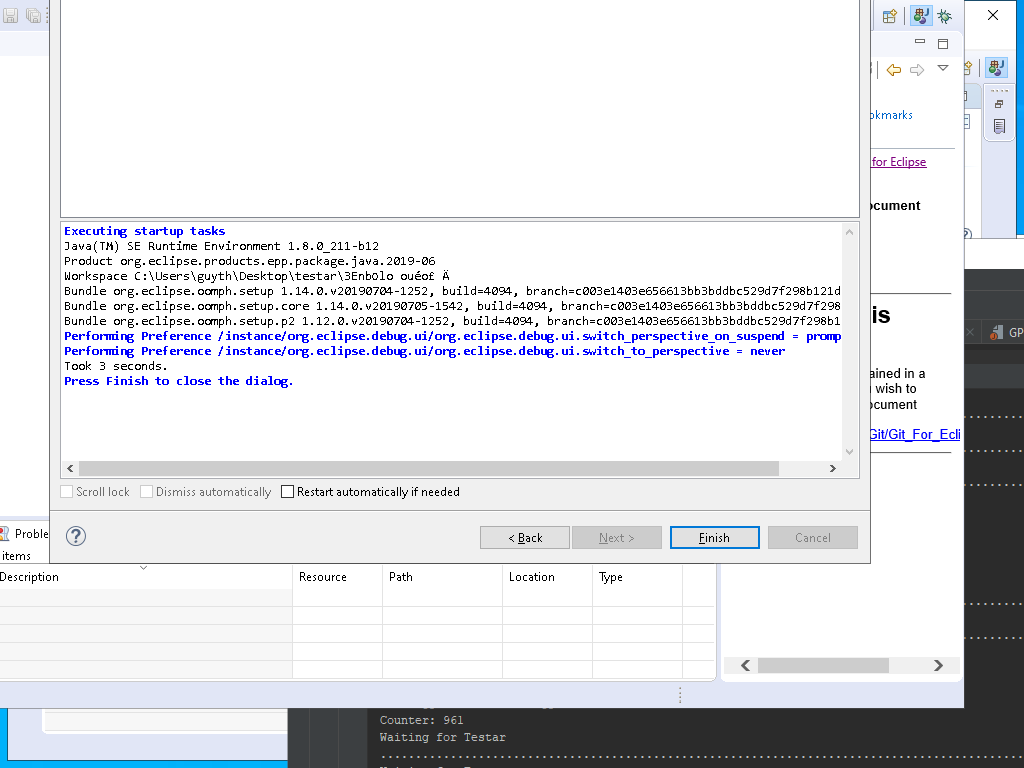 okmarks
for Eclipse
ocument
is
ained in a
wish to
ocument
Git/Git_For_Ecli
GP
Executing startup tasks
Java(TM) SE Runtime Environment 1.8.0_211-b12
Product org.eclipse.products.epp.package.java.2019-06
Workspace C:\Users\guyth\Desktop\testar\3EnbOlo ouéo£ Ä
Bundle org.eclipse.oomph.setup 1.14.0.v20190704-1252, build=4094, branch=c003e1403e656613bb3bddbc529d7f298b121d
Bundle org.eclipse.oomph.setup.core 1.14.0.v20190705-1542, build=4094, branch=c003e1403e656613bb3bddbc529d7f298
Bundle org.eclipse.oomph.setup.p2 1.12.0.v20190704-1252, build=4094, branch=c003e1403e656613bb3bddbc529d7f298b1
Performing Preference /instance/org.eclipse.debug.ui/org.eclipse.debug.ui.switch_perspective_on_suspend = promp
Performing Preference /instance/org.eclipse.debug.ui/org.eclipse.debug.ui.switch_to_perspective = never
Took 3 seconds.
Press Finish to close the dialog.
Scroll lock Dismiss automatically Restart automatically if needed
< Back Next > Finish Cancel
Proble
items
Description Resource Path Location Type
Counter: 961
Waiting for Testar